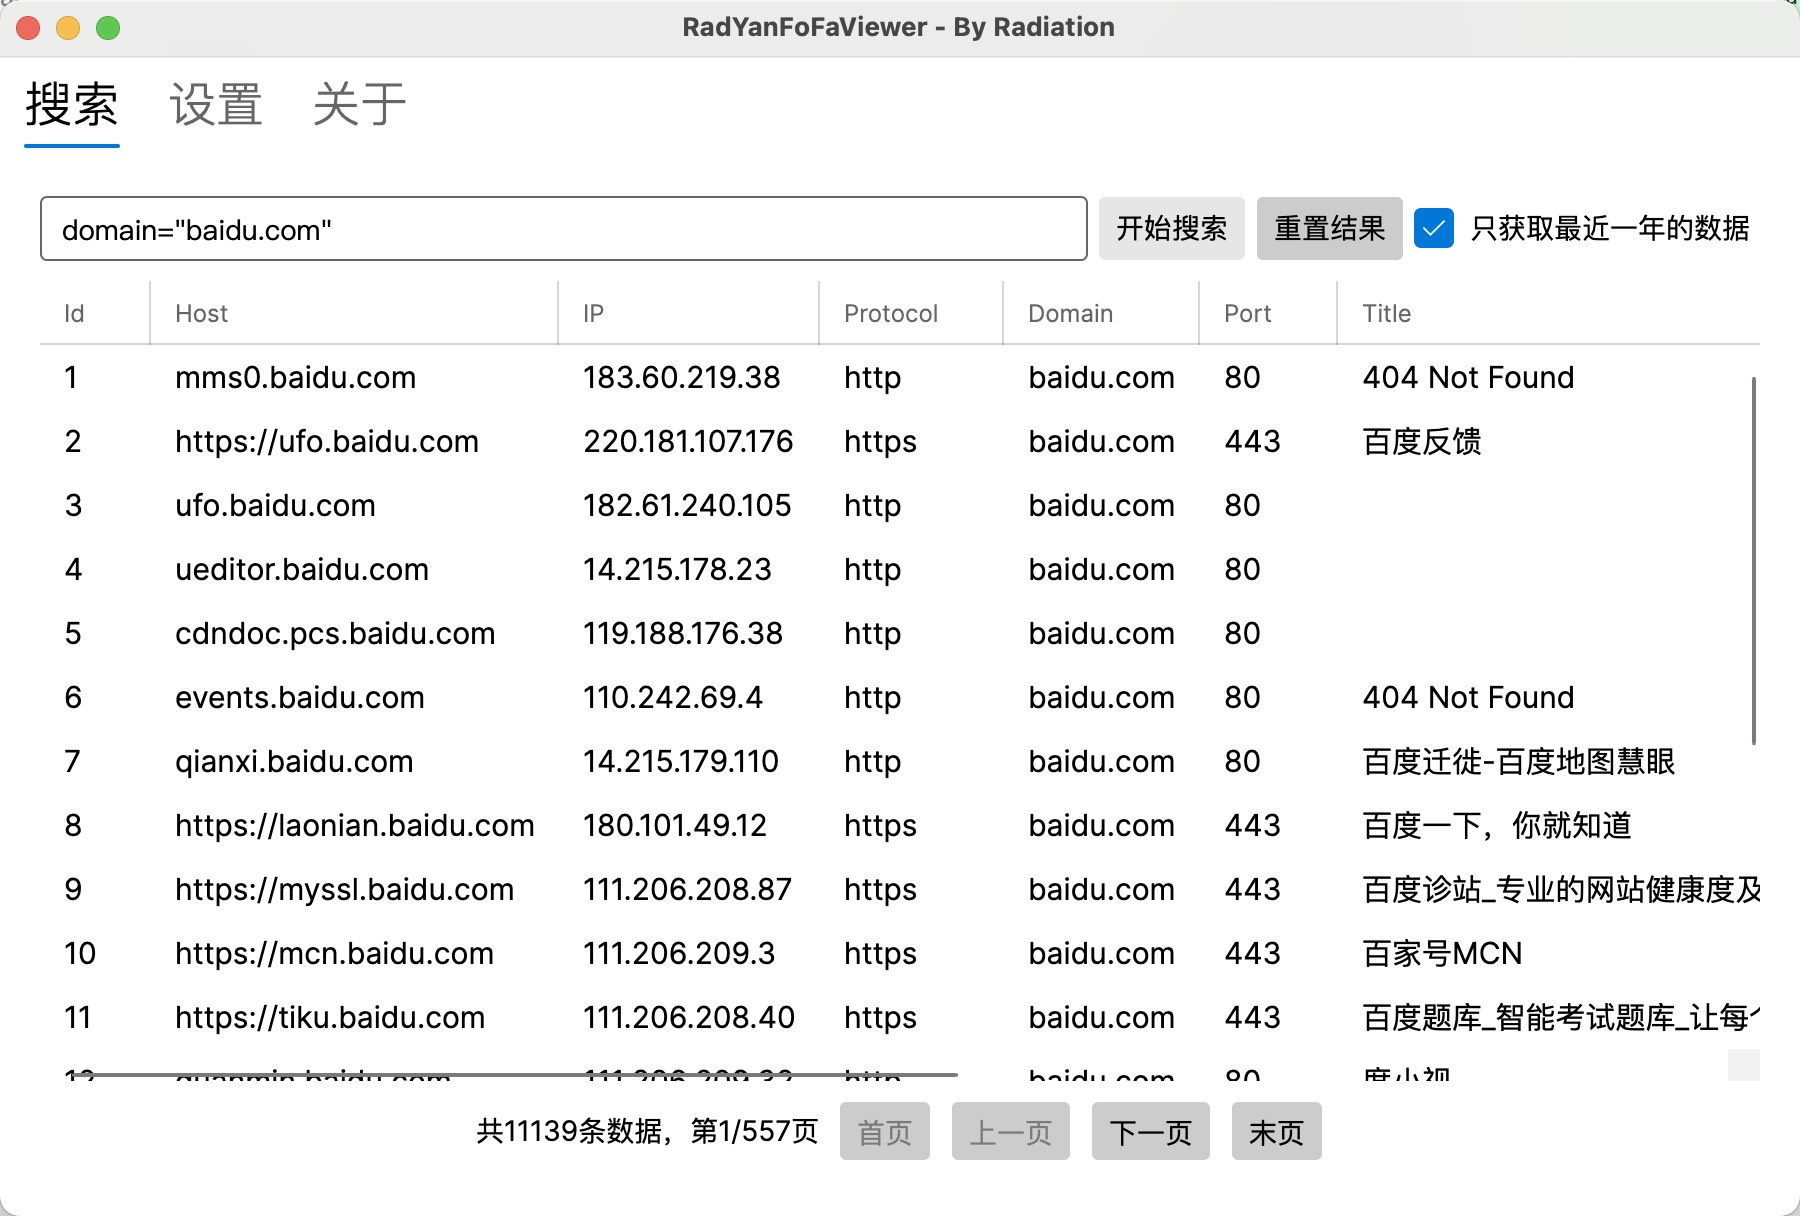 RadYanFoFaViewer - By Radiation
搜索 设置 关于
domain="baidu.com" 开始搜索 重置结果 只获取最近一年的数据
Id Host IP Protocol Domain Port Title
1 mms0.baidu.com 183.60.219.38 http baidu.com 80 404 Not Found
2 https://ufo.baidu.com 220.181.107.176 https baidu.com 443 百度反馈
3 ufo.baidu.com 182.61.240.105 http baidu.com 80
4 ueditor.baidu.com 14.215.178.23 http baidu.com 80
5 cdndoc.pcs.baidu.com 119.188.176.38 http baidu.com 80
6 events.baidu.com 110.242.69.4 http baidu.com 80 404 Not Found
7 qianxi.baidu.com 14.215.179.110 http baidu.com 80 百度迁徙-百度地图慧眼
8 https://laonian.baidu.com 180.101.49.12 https baidu.com 443 百度一下，你就知道
9 https://myssl.baidu.com 111.206.208.87 https baidu.com 443 百度诊站_专业的网站健康度及
10 https://mcn.baidu.com 111.206.209.3 https baidu.com 443 百家号MCN
11 https://tiku.baidu.com 111.206.208.40 https baidu.com 443 百度题库_智能考试题库_让每
12 baidu.com 80
共11139条数据，第1/557页 首页 上一页 下一页 末页